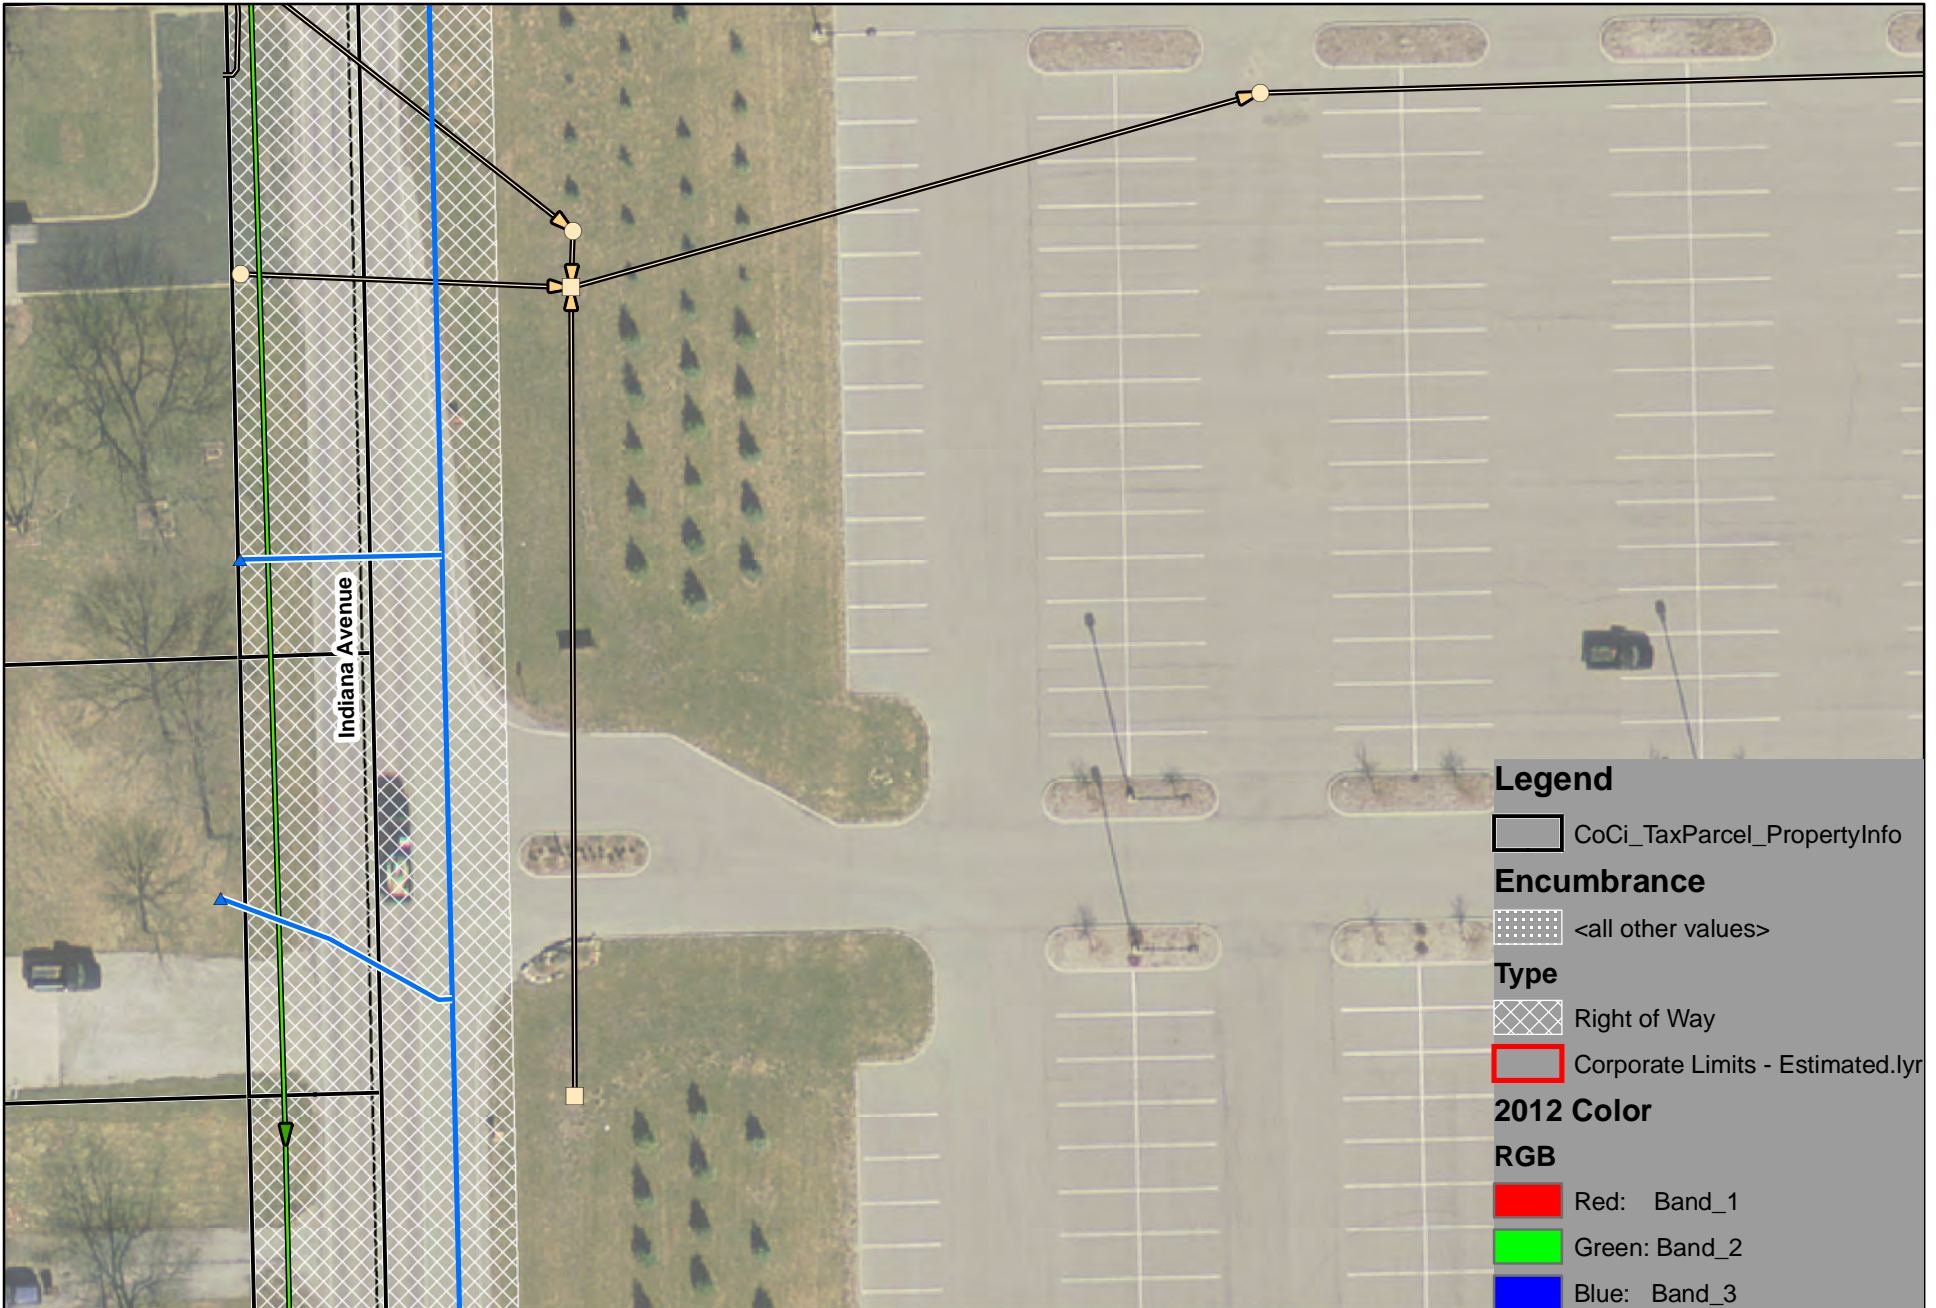 Indiana Avenue
Legend
CoCi_TaxParcel_PropertyInfo
Encumbrance
<all other values>
Type
Right of Way
Corporate Limits - Estimated.lyr
2012 Color
RGB
Red: Band_1
Green: Band_2
Blue: Band_3